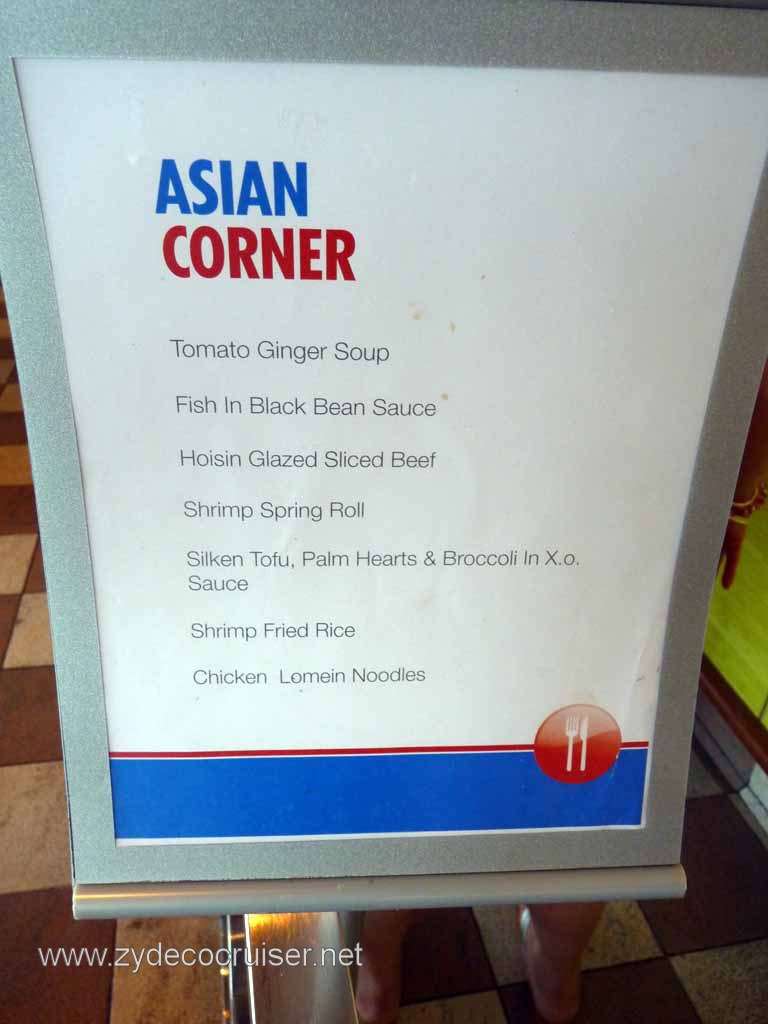 ASIAN
CORNER
Tomato Ginger Soup
Fish In Black Bean Sauce
Hoisin Glazed Sliced Beef
Shrimp Spring Roll
Silken Tofu, Palm Hearts & Broccoli In X.o.
Sauce
Shrimp Fried Rice
Chicken Lomein Noodles
www.zydecocruiser.net